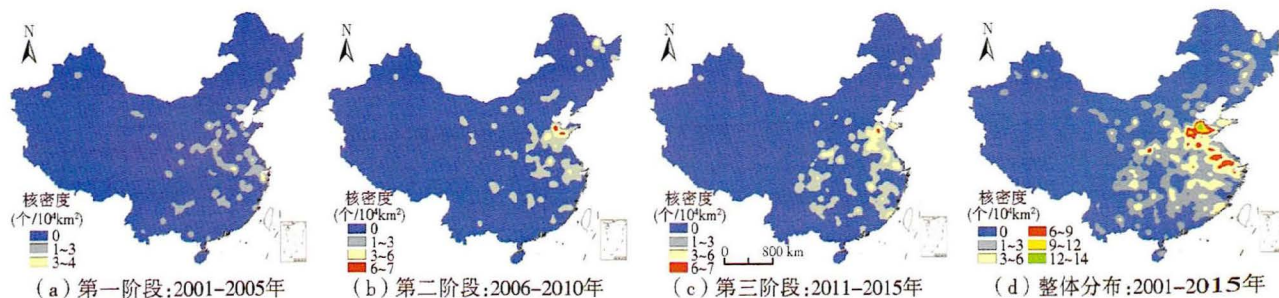 N
核密度
(个/10⁴km²)
0
1~3
3~4
(a)第一阶段:2001-2005年
N
核密度
(个/10⁴km²)
0
1~3
3~6
6~7
(b)第二阶段:2006-2010年
N
核密度
(个/10⁴km²)
0
1~3
3~6
6~7
0 800 km
(c)第三阶段:2011-2015年
N
核密度
(个/10⁴km²)
0 6~9
1~3 9~12
3~6 12~14
(d)整体分布:2001-2015年